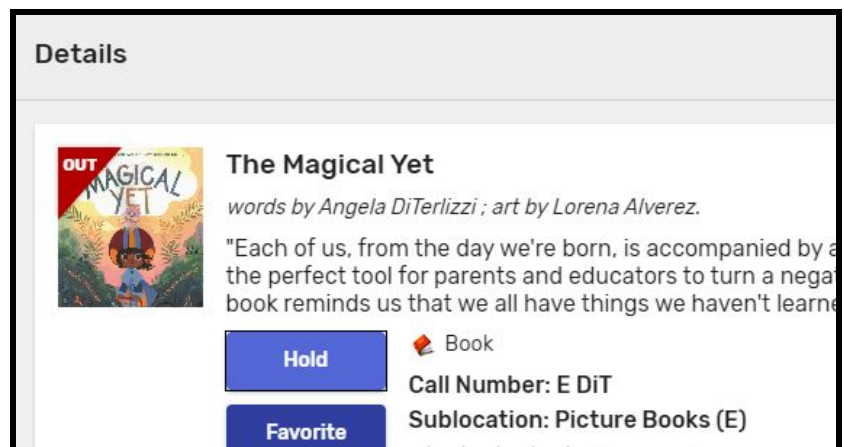 Details
OUT
MAGICAL
YET
The Magical Yet
words by Angela DiTerlizzi ; art by Lorena Alverez.
"Each of us, from the day we're born, is accompanied by a
the perfect tool for parents and educators to turn a nega
book reminds us that we all have things we haven't learne
Hold
Book
Call Number: E DiT
Favorite
Sublocation: Picture Books (E)